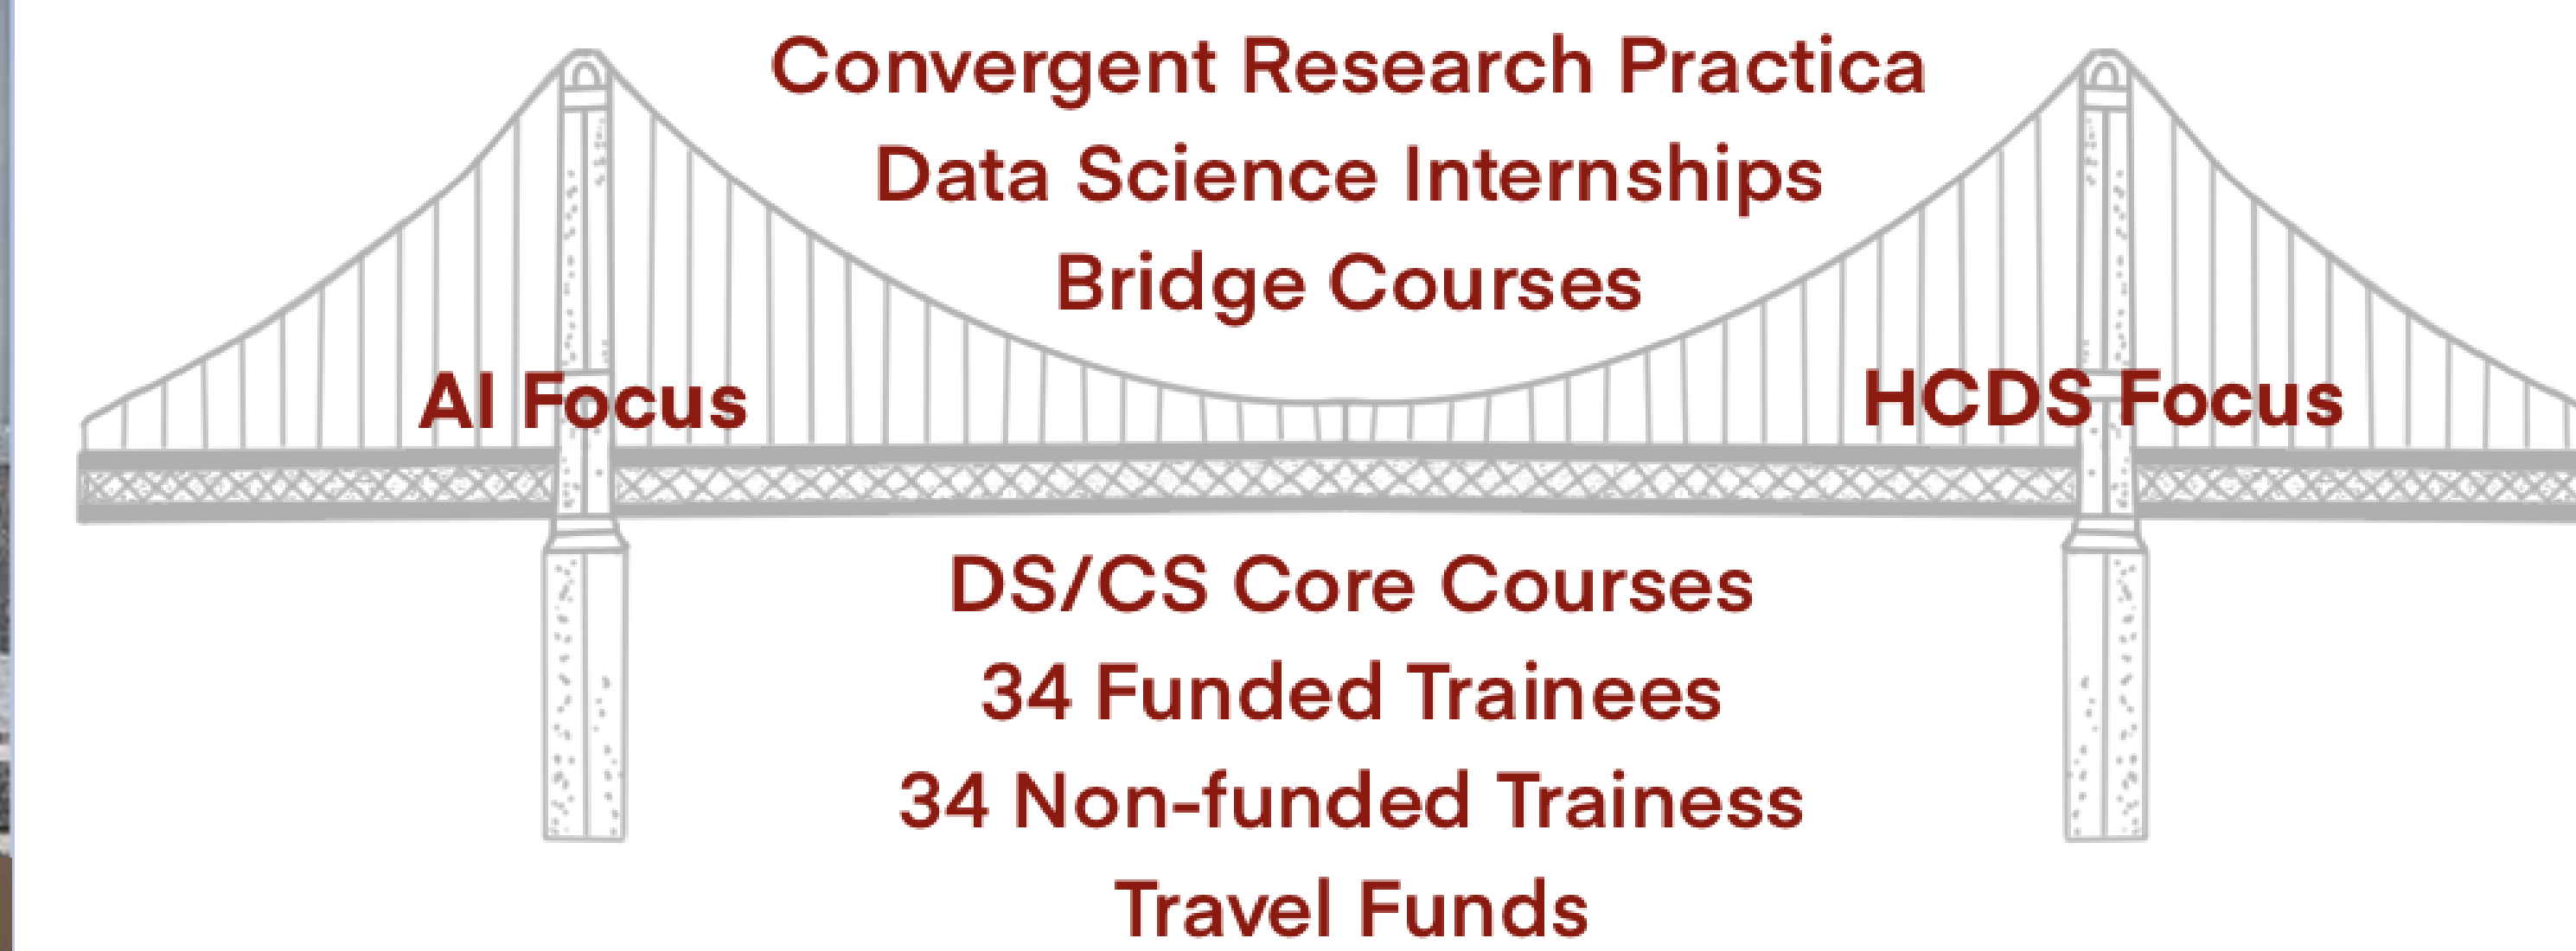 Convergent Research Practica
Data Science Internships
Bridge Courses
AI Focus
HCDS Focus
DS/CS Core Courses
34 Funded Trainees
34 Non-funded Trainess
Travel Funds